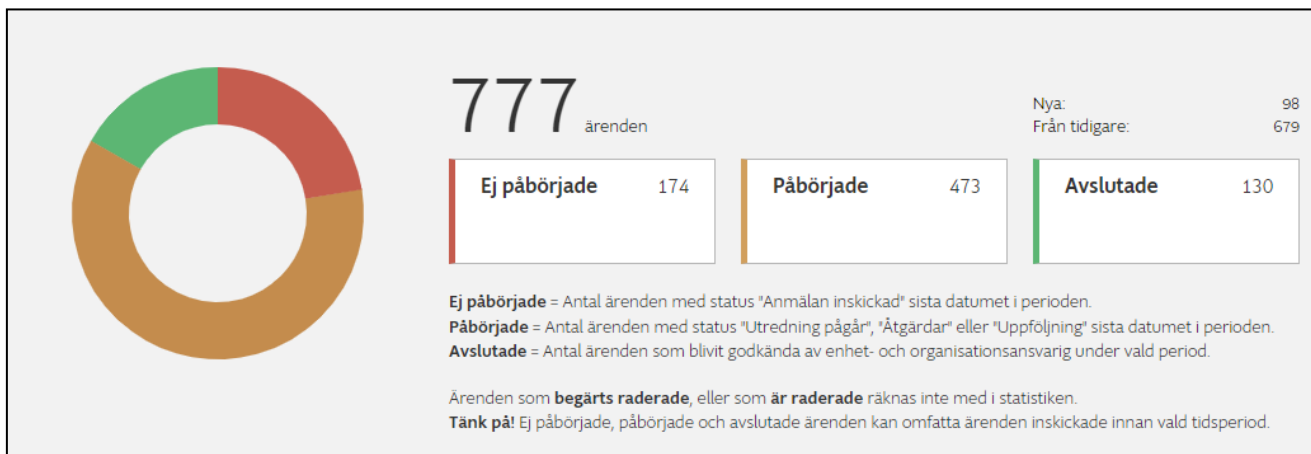 777 ärenden
Nya: 98
Från tidigare: 679
Ej påbörjade 174
Påbörjade 473
Avslutade 130
Ej påbörjade = Antal ärenden med status "Anmälan inskickad" sista datumet i perioden.
Påbörjade = Antal ärenden med status "Utredning pågår", "Åtgärdar" eller "Uppföljning" sista datumet i perioden.
Avslutade = Antal ärenden som blivit godkända av enhet- och organisationsansvarig under vald period.
Ärenden som begärts raderade, eller som är raderade räknas inte med i statistiken.
Tänk på! Ej påbörjade, påbörjade och avslutade ärenden kan omfatta ärenden inskickade innan vald tidsperiod.